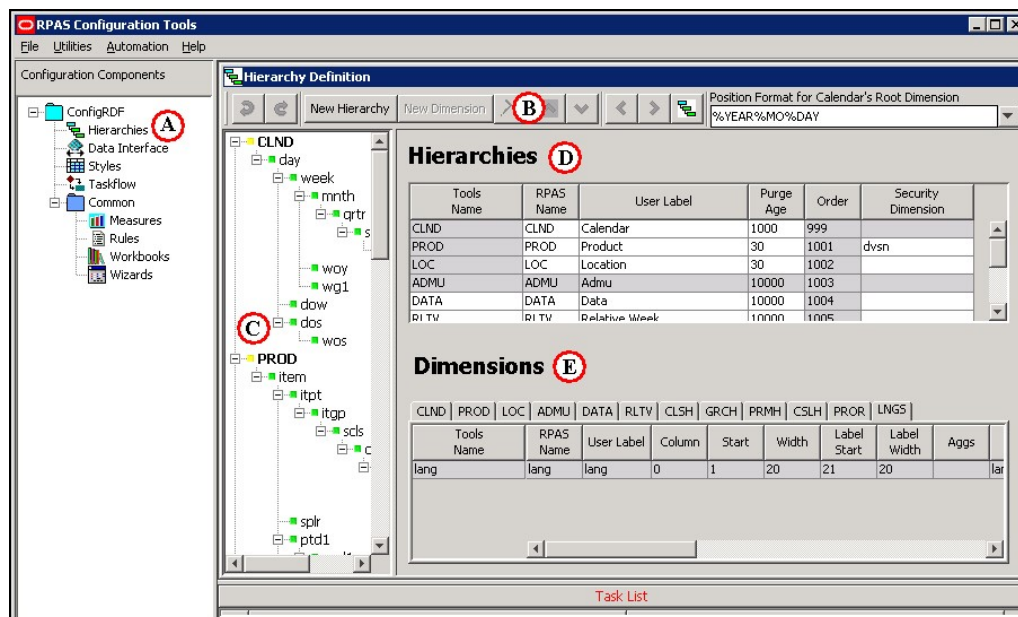 RPAS Configuration Tools
File Utilities Automation Help
Configuration Components
ConfigRDF
Hierarchies
A
Data Interface
Styles
Taskflow
Common
Measures
Rules
Workbooks
Wizards
Hierarchy Definition
New Hierarchy
New Dimension
B
Position Format for Calendar's Root Dimension
%YEAR%MO%DAY
CLND
day
week
mnth
qrtr
s
woy
wg1
dow
C
dos
wos
PROD
item
itpt
itgp
scls
c
splr
ptd1
Hierarchies D
Tools Name RPAS Name User Label Purge Age Order Security Dimension
CLND CLND Calendar 1000 999
PROD PROD Product 30 1001 dvsn
LOC LOC Location 30 1002
ADMU ADMU Admu 10000 1003
DATA DATA Data 10000 1004
RLTV RLTV Relative Week 10000 1005
Dimensions E
CLND PROD LOC ADMU DATA RLTV CLSH GRCH PRMH CSLH PROR LNGS
Tools Name RPAS Name User Label Column Start Width Label Start Label Width Aggs
lang lang lang 0 1 20 21 20 lar
Task List